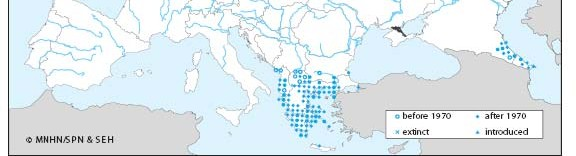 before 1970 after 1970
extinct introduced
© MNHN/SPN & SEH